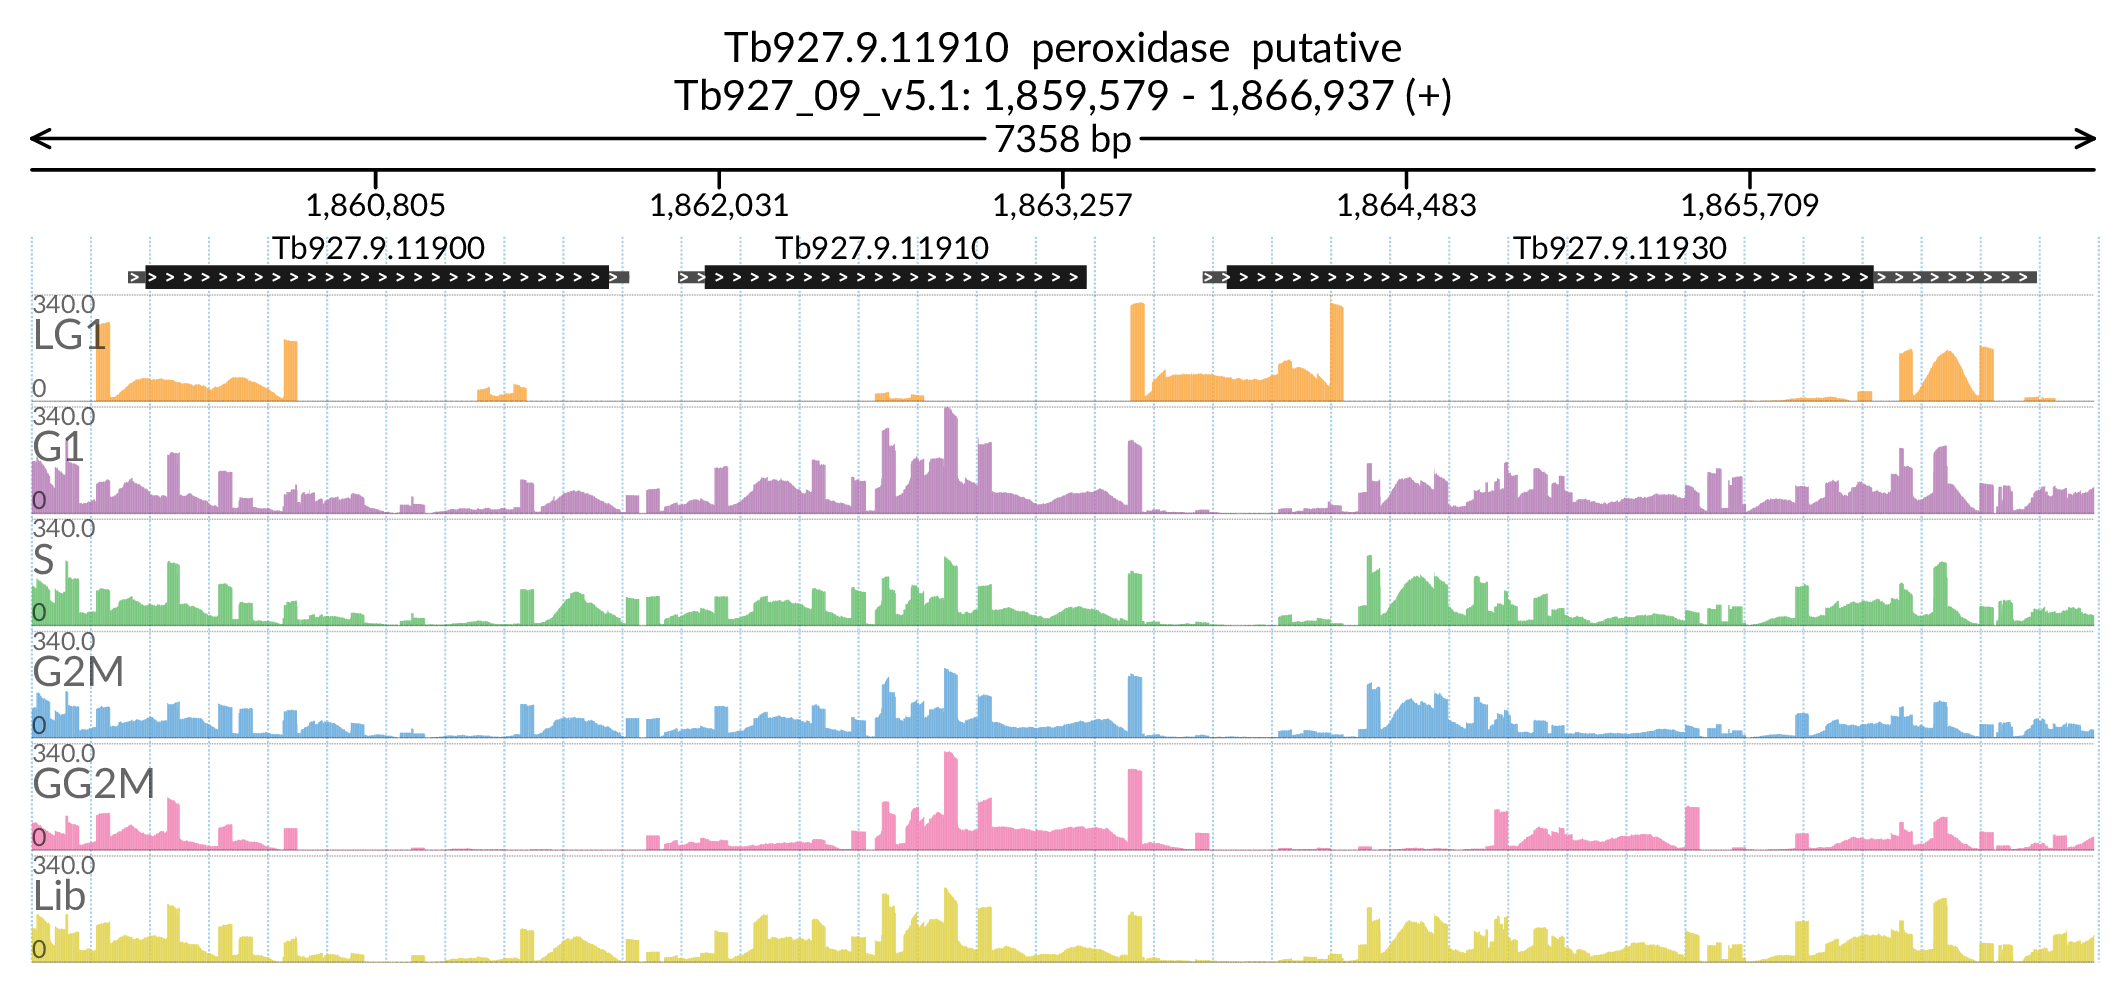 Tb927.9.11910 peroxidase putative
Tb927_09_v5.1: 1,859,579 - 1,866,937 (+)
7358 bp
1,860,805 1,862,031 1,863,257 1,864,483 1,865,709
Tb927.9.11900 Tb927.9.11910 Tb927.9.11930
340.0
LG1
0
340.0
G1
0
340.0
S
0
340.0
G2M
0
340.0
GG2M
0
340.0
Lib
0